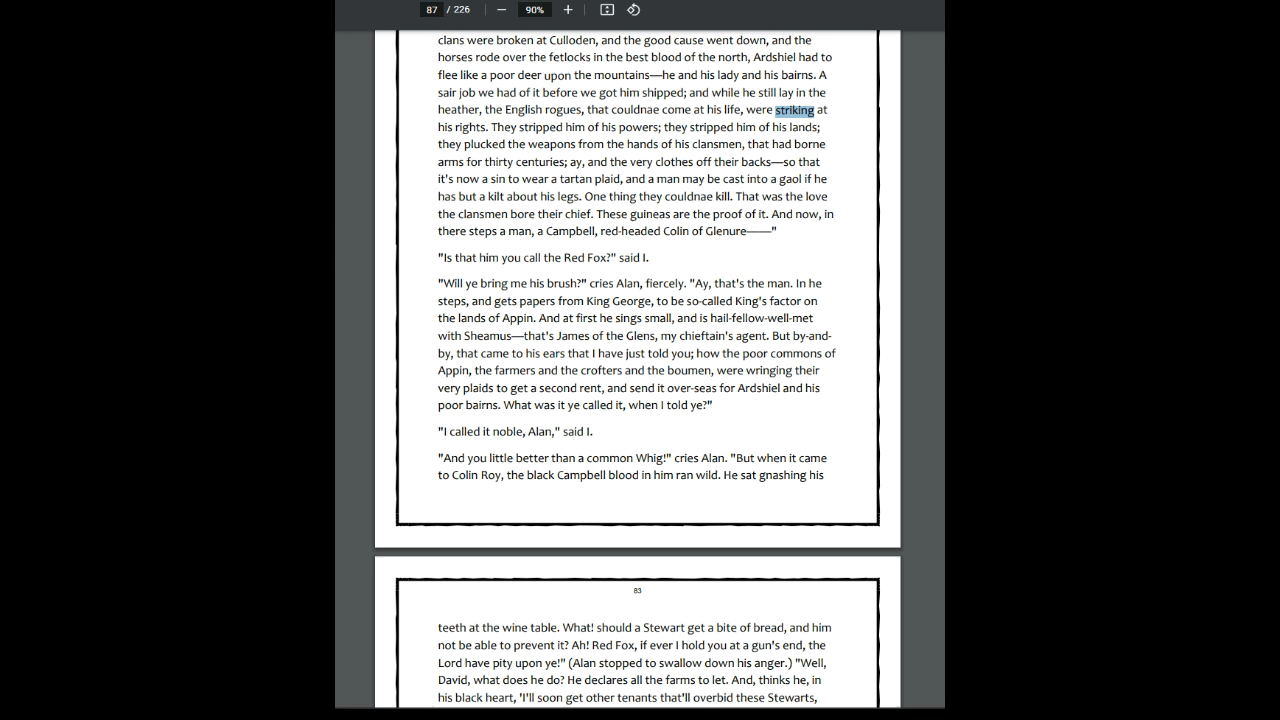 87 / 226 — 90% +
clans were broken at Culloden, and the good cause went down, and the
horses rode over the fetlocks in the best blood of the north, Ardshiel had to
flee like a poor deer upon the mountains—he and his lady and his bairns. A
sair job we had of it before we got him shipped; and while he still lay in the
heather, the English rogues, that couldnae come at his life, were striking at
his rights. They stripped him of his powers; they stripped him of his lands;
they plucked the weapons from the hands of his clansmen, that had borne
arms for thirty centuries; ay, and the very clothes off their backs—so that
it's now a sin to wear a tartan plaid, and a man may be cast into a gaol if he
has but a kilt about his legs. One thing they couldnae kill. That was the love
the clansmen bore their chief. These guineas are the proof of it. And now, in
there steps a man, a Campbell, red-headed Colin of Glenure——"
"Is that him you call the Red Fox?" said I.
"Will ye bring me his brush?" cries Alan, fiercely. "Ay, that's the man. In he
steps, and gets papers from King George, to be so-called King's factor on
the lands of Appin. And at first he sings small, and is hail-fellow-well-met
with Sheamus—that's James of the Glens, my chieftain's agent. But by-and-
by, that came to his ears that I have just told you; how the poor commons of
Appin, the farmers and the crofters and the boumen, were wringing their
very plaids to get a second rent, and send it over-seas for Ardshiel and his
poor bairns. What was it ye called it, when I told ye?"
"I called it noble, Alan," said I.
"And you little better than a common Whig!" cries Alan. "But when it came
to Colin Roy, the black Campbell blood in him ran wild. He sat gnashing his
83
teeth at the wine table. What! should a Stewart get a bite of bread, and him
not be able to prevent it? Ah! Red Fox, if ever I hold you at a gun's end, the
Lord have pity upon ye!" (Alan stopped to swallow down his anger.) "Well,
David, what does he do? He declares all the farms to let. And, thinks he, in
his black heart, 'I'll soon get other tenants that'll overbid these Stewarts,